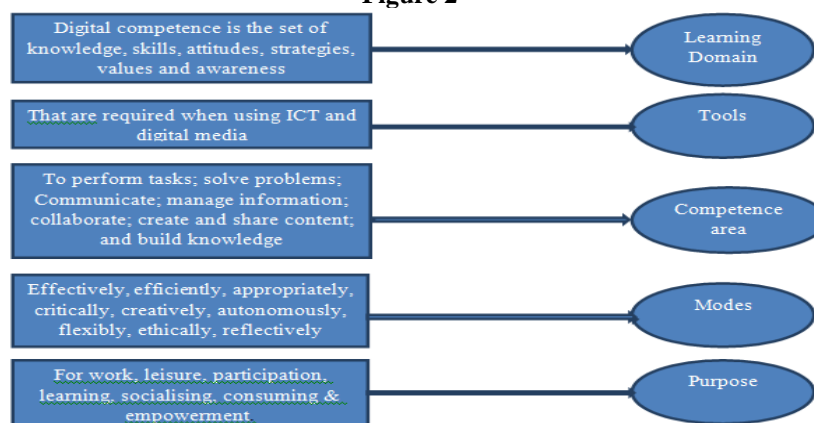 Figure 2
Digital competence is the set of
knowledge, skills, attitudes, strategies,
values and awareness
Learning
Domain
That are required when using ICT and
digital media
Tools
To perform tasks; solve problems;
Communicate; manage information;
collaborate; create and share content;
and build knowledge
Competence
area
Effectively, efficiently, appropriately,
critically, creatively, autonomously,
flexibly, ethically, reflectively
Modes
For work, leisure, participation,
learning, socialising, consuming &
empowerment
Purpose